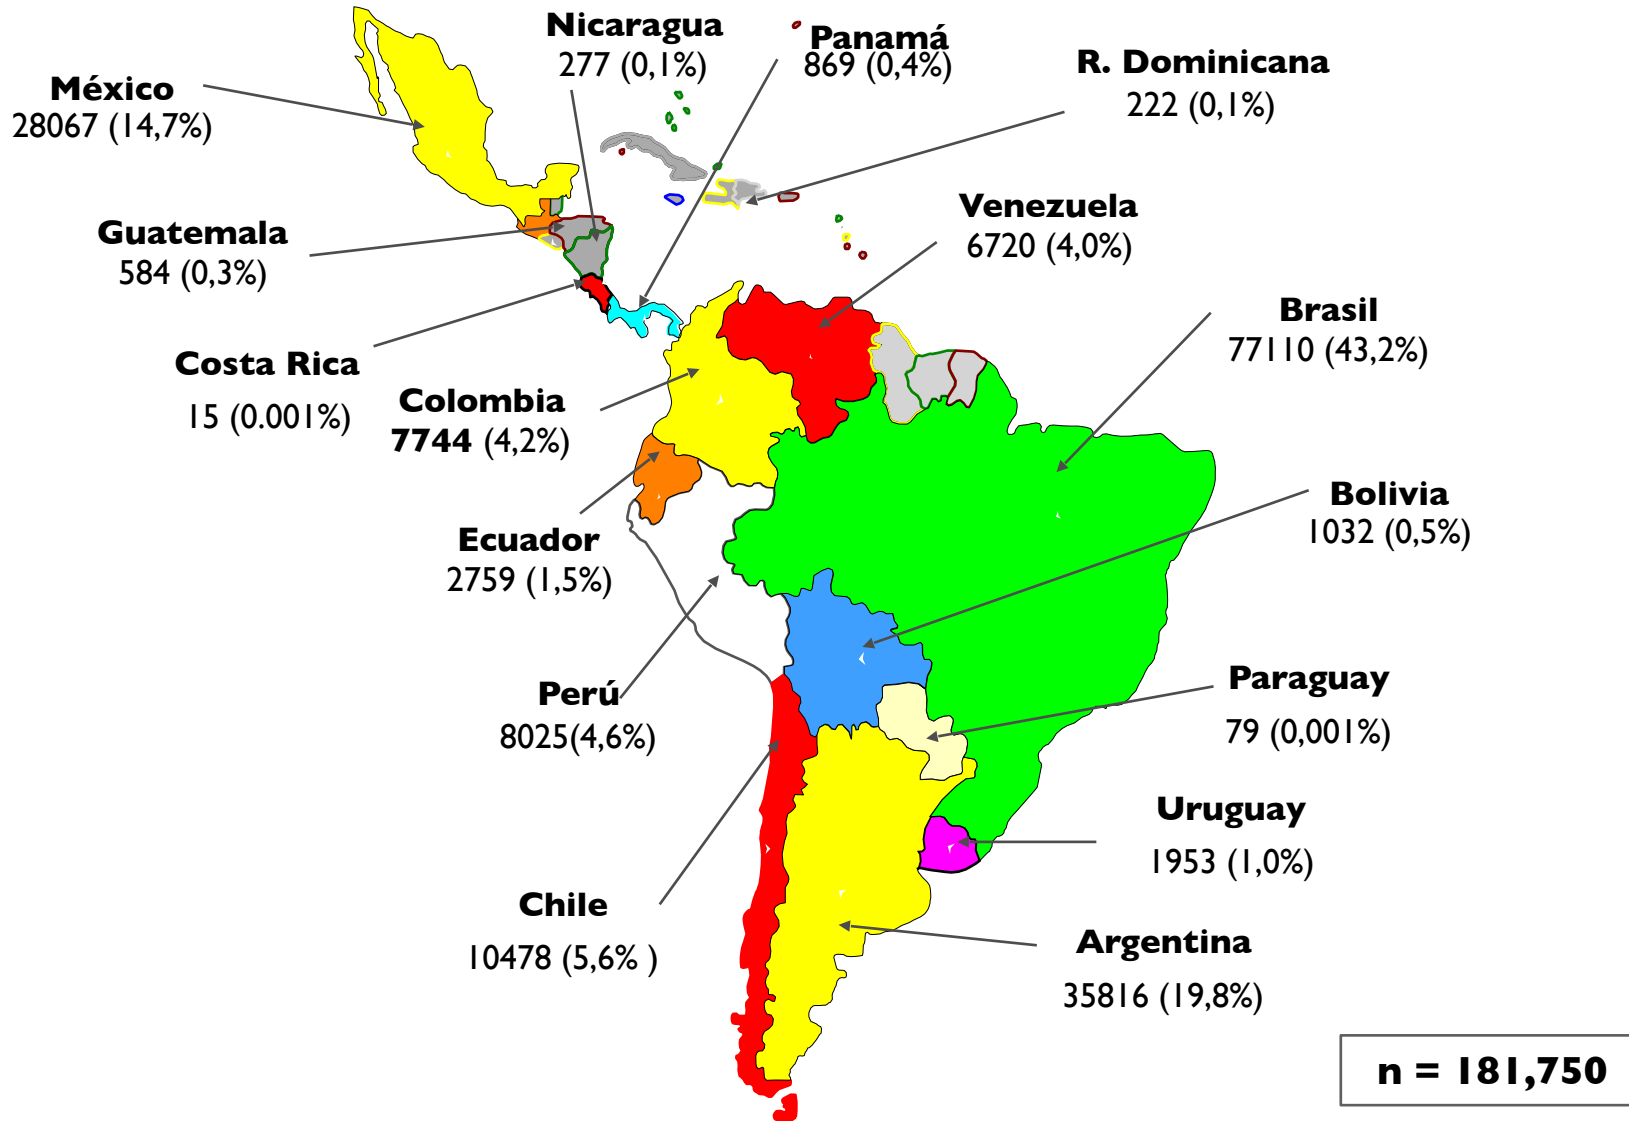 Nicaragua
277 (0,1%)
Panamá
869 (0,4%)
R. Dominicana
222 (0,1%)
México
28067 (14,7%)
Venezuela
6720 (4,0%)
Guatemala
584 (0,3%)
Brasil
77110 (43,2%)
Costa Rica
15 (0.001%)
Colombia
7744 (4,2%)
Bolivia
1032 (0,5%)
Ecuador
2759 (1,5%)
Perú
8025(4,6%)
Paraguay
79 (0,001%)
Uruguay
1953 (1,0%)
Chile
10478 (5,6% )
Argentina
35816 (19,8%)
n = 181,750